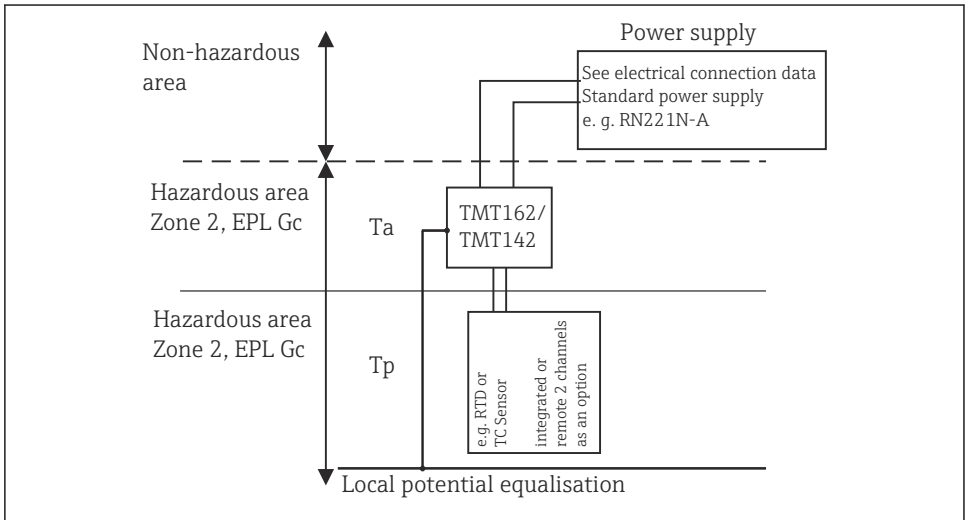 Power supply
Non-hazardous
area
See electrical connection data
Standard power supply
e. g. RN221N-A
Hazardous area
Zone 2, EPL Gc
Ta
TMT162/
TMT142
Hazardous area
Zone 2, EPL Gc
Tp
e.g. RTD or
TC Sensor
integrated or
remote 2 channels
as an option
Local potential equalisation